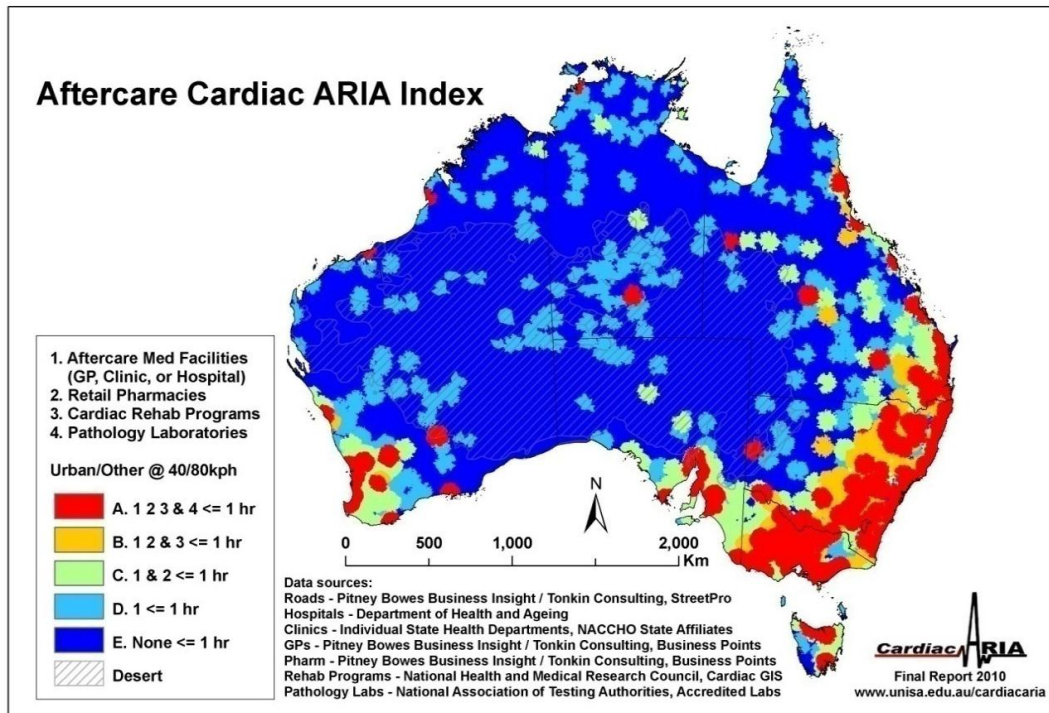 Aftercare Cardiac ARIA Index
1. Aftercare Med Facilities
(GP, Clinic, or Hospital)
2. Retail Pharmacies
3. Cardiac Rehab Programs
4. Pathology Laboratories
Urban/Other @ 40/80kph
A. 1 2 3 & 4 <= 1 hr
B. 1 2 & 3 <= 1 hr
C. 1 & 2 <= 1 hr
D. 1 <= 1 hr
E. None <= 1 hr
Desert
N
0 500 1,000 2,000
Km
Data sources:
Roads - Pitney Bowes Business Insight / Tonkin Consulting, StreetPro
Hospitals - Department of Health and Ageing
Clinics - Individual State Health Departments, NACCHO State Affiliates
GPs - Pitney Bowes Business Insight / Tonkin Consulting, Business Points
Pharm - Pitney Bowes Business Insight / Tonkin Consulting, Business Points
Rehab Programs - National Health and Medical Research Council, Cardiac GIS
Pathology Labs - National Association of Testing Authorities, Accredited Labs
Cardiac ARIA
Final Report 2010
www.unisa.edu.au/cardiacaria